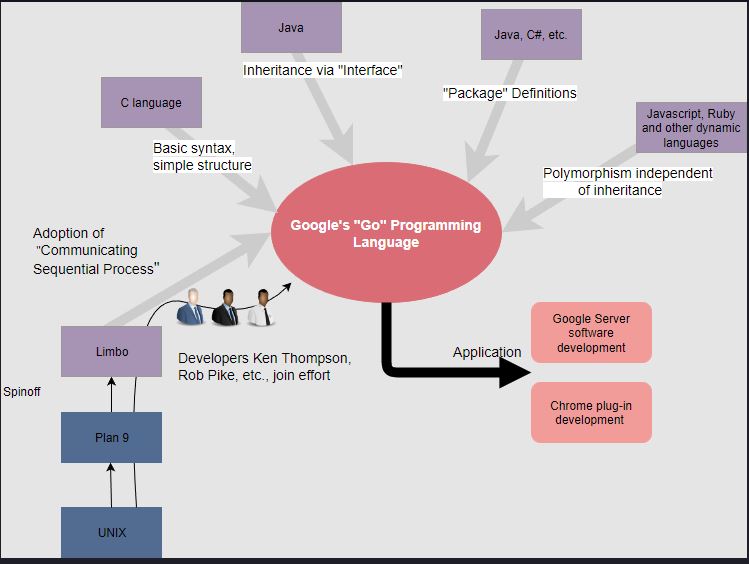 Java
Java, C#, etc.
Inheritance via "Interface"
"Package" Definitions
C language
Javascript, Ruby
and other dynamic
languages
Basic syntax,
simple structure
Polymorphism independent
of inheritance
Google's "Go" Programming
Language
Adoption of
"Communicating
Sequential Process"
Limbo
Developers Ken Thompson,
Rob Pike, etc., join effort
Application
Google Server
software
development
Spinoff
Plan 9
Chrome plug-in
development
UNIX